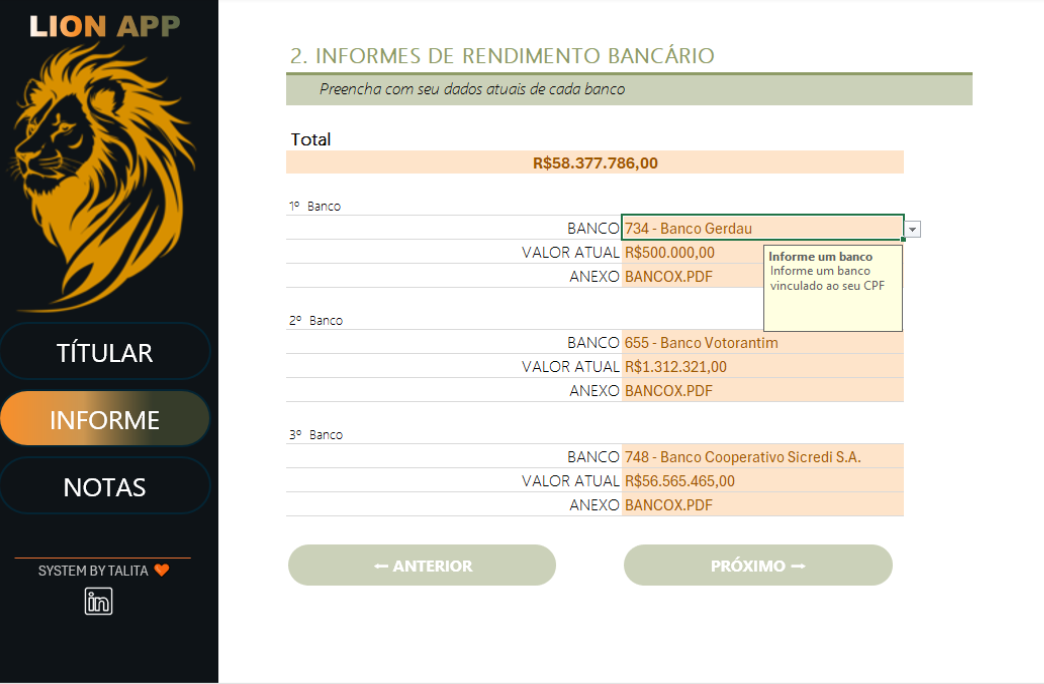 LION APP
TÍTULAR
INFORME
NOTAS
SYSTEM BY TALITA 🧡
in
2. INFORMES DE RENDIMENTO BANCÁRIO
Preencha com seu dados atuais de cada banco
Total
R$58.377.786,00
1º Banco
BANCO 734 - Banco Gerdau
VALOR ATUAL R$500.000,00
ANEXO BANCOX.PDF
Informe um banco
Informe um banco
vinculado ao seu CPF
2º Banco
BANCO 655 - Banco Votorantim
VALOR ATUAL R$1.312.321,00
ANEXO BANCOX.PDF
3º Banco
BANCO 748 - Banco Cooperativo Sicredi S.A.
VALOR ATUAL R$56.565.465,00
ANEXO BANCOX.PDF
← ANTERIOR
PRÓXIMO →